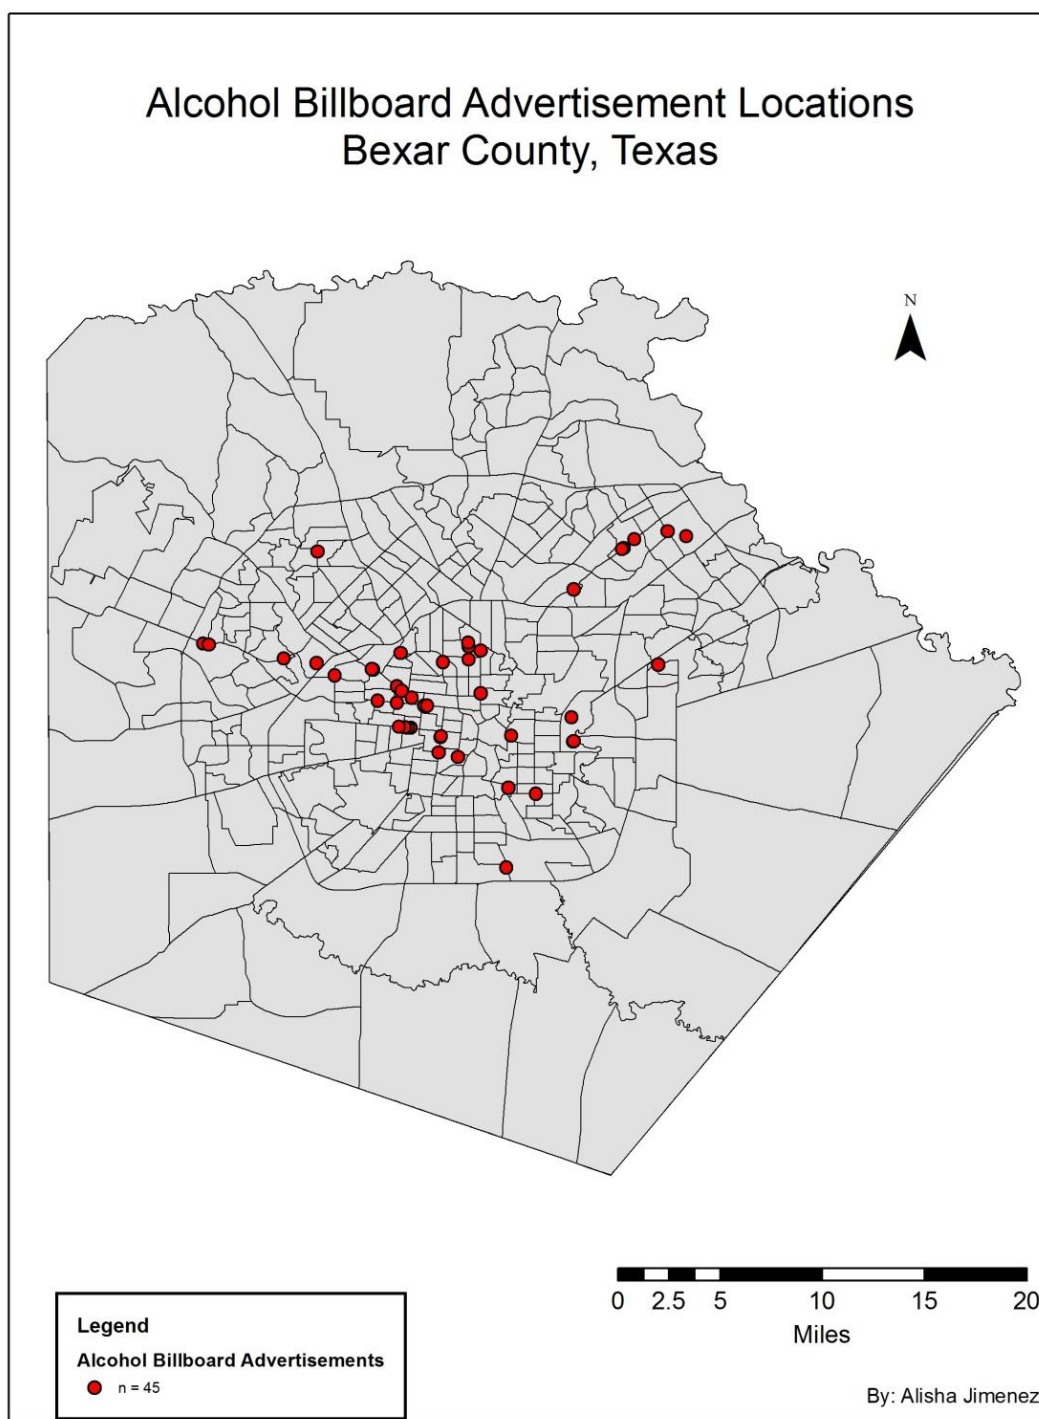 Alcohol Billboard Advertisement Locations
Bexar County, Texas
N
0 2.5 5 10 15 20
Miles
Legend
Alcohol Billboard Advertisements
n = 45
By: Alisha Jimenez